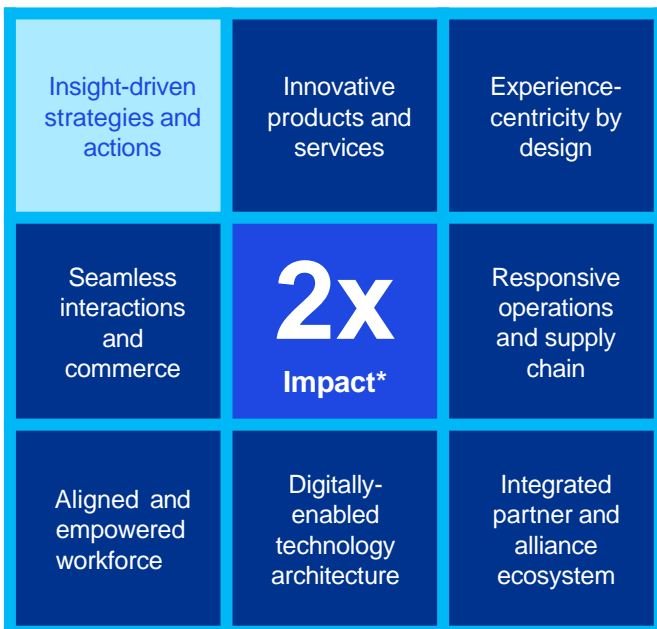 Insight-driven
strategies and
actions
Innovative
products and
services
Experience-
centricity by
design
Seamless
interactions
and
commerce
2x
Impact*
Responsive
operations
and supply
chain
Aligned and
empowered
workforce
Digitally-
enabled
technology
architecture
Integrated
partner and
alliance
ecosystem